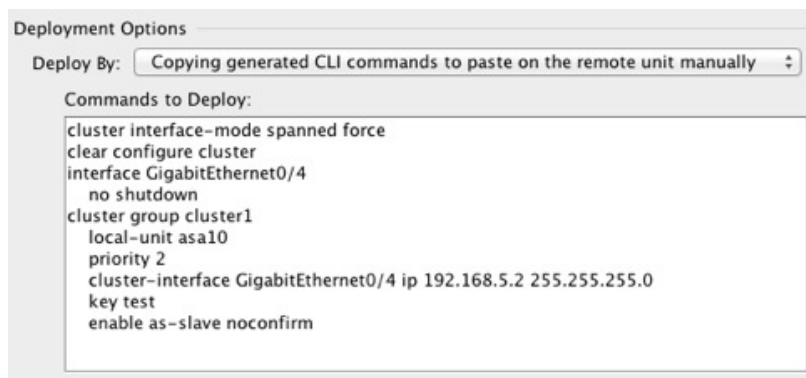 Deployment Options
Deploy By: Copying generated CLI commands to paste on the remote unit manually
Commands to Deploy:
cluster interface-mode spanned force
clear configure cluster
interface GigabitEthernet0/4
no shutdown
cluster group cluster1
local-unit asa10
priority 2
cluster-interface GigabitEthernet0/4 ip 192.168.5.2 255.255.255.0
key test
enable as-slave noconfirm